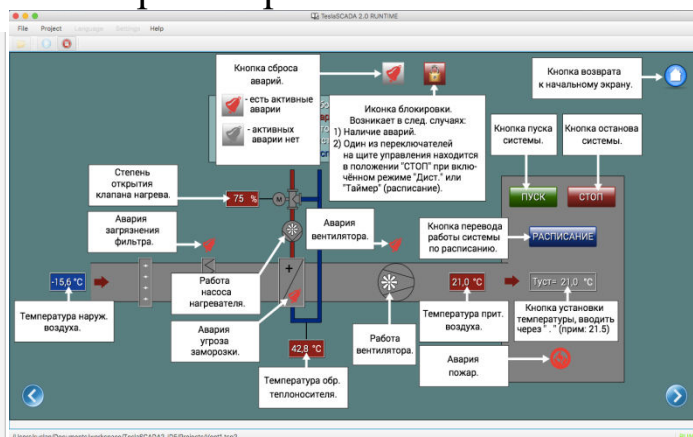 TeslaSCADA 2.0 RUNTIME
File Project Language Settings Help
Кнопка сброса
аварий.
- есть активные
аварии
- активных
аварии нет
Иконка блокировки.
Возникает в след. случаях:
1) Наличие аварий.
2) Один из переключателей
на щите управления находится
в положении "СТОП" при вклю-
чённом режиме "Дист." или
"Таймер" (расписание).
Кнопка возврата
к начальному экрану.
Кнопка пуска
системы.
Кнопка останова
системы.
Степень
открытия
клапана нагрева.
75 %
М
ПУСК
СТОП
Авария
загрязнения
фильтра.
Авария
вентилятора.
Кнопка перевода
работы системы
по расписанию.
РАСПИСАНИЕ
-15,6 °C
Работа
насоса
нагревателя.
+
21,0 °C
Туст= 21,0 °C
Температура наруж.
воздуха.
Авария
угроза
заморозки.
Работа
вентилятора.
Температура прит.
воздуха.
Кнопка установки
температуры, вводить
через " . " (прим: 21.5)
42,8 °C
Авария
пожар.
Температура обр.
теплоносителя.